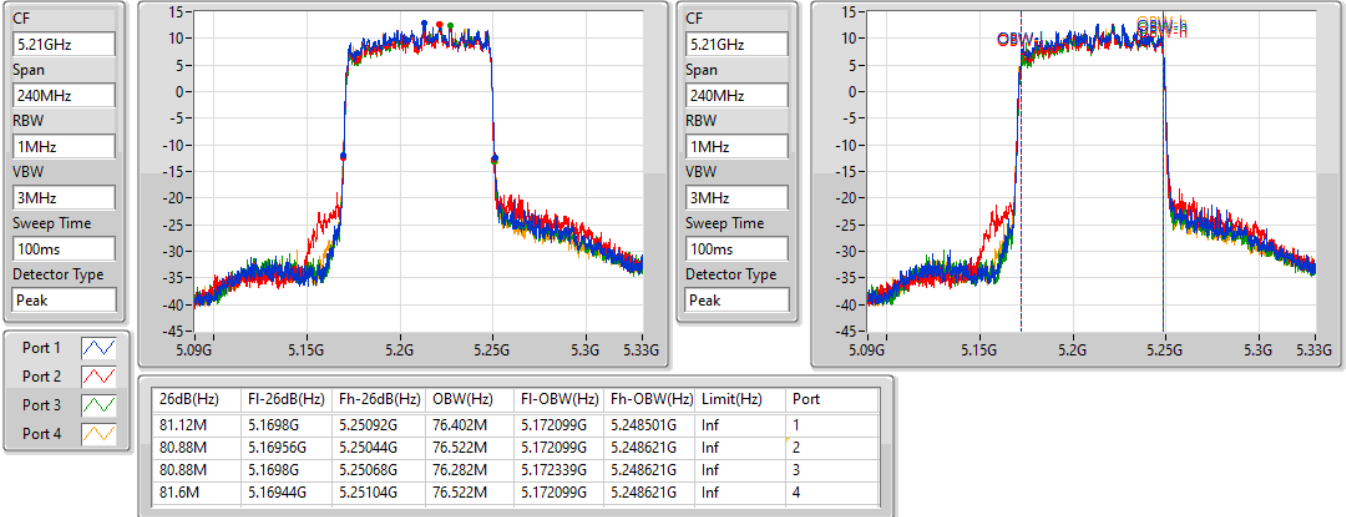 CF
5.21GHz
Span
240MHz
RBW
1MHz
VBW
3MHz
Sweep Time
100ms
Detector Type
Peak
15
10
5
0
-5
-10
-15
-20
-25
-30
-35
-40
-45
5.09G 5.15G 5.2G 5.25G 5.3G 5.33G
CF
5.21GHz
Span
240MHz
RBW
1MHz
VBW
3MHz
Sweep Time
100ms
Detector Type
Peak
15
10
5
0
-5
-10
-15
-20
-25
-30
-35
-40
-45
OBW-l
OBW-h
5.09G 5.15G 5.2G 5.25G 5.3G 5.33G
Port 1
Port 2
Port 3
Port 4
26dB(Hz) Fl-26dB(Hz) Fh-26dB(Hz) OBW(Hz) Fl-OBW(Hz) Fh-OBW(Hz) Limit(Hz) Port
81.12M 5.1698G 5.25092G 76.402M 5.172099G 5.248501G Inf 1
80.88M 5.16956G 5.25044G 76.522M 5.172099G 5.248621G Inf 2
80.88M 5.1698G 5.25068G 76.282M 5.172339G 5.248621G Inf 3
81.6M 5.16944G 5.25104G 76.522M 5.172099G 5.248621G Inf 4